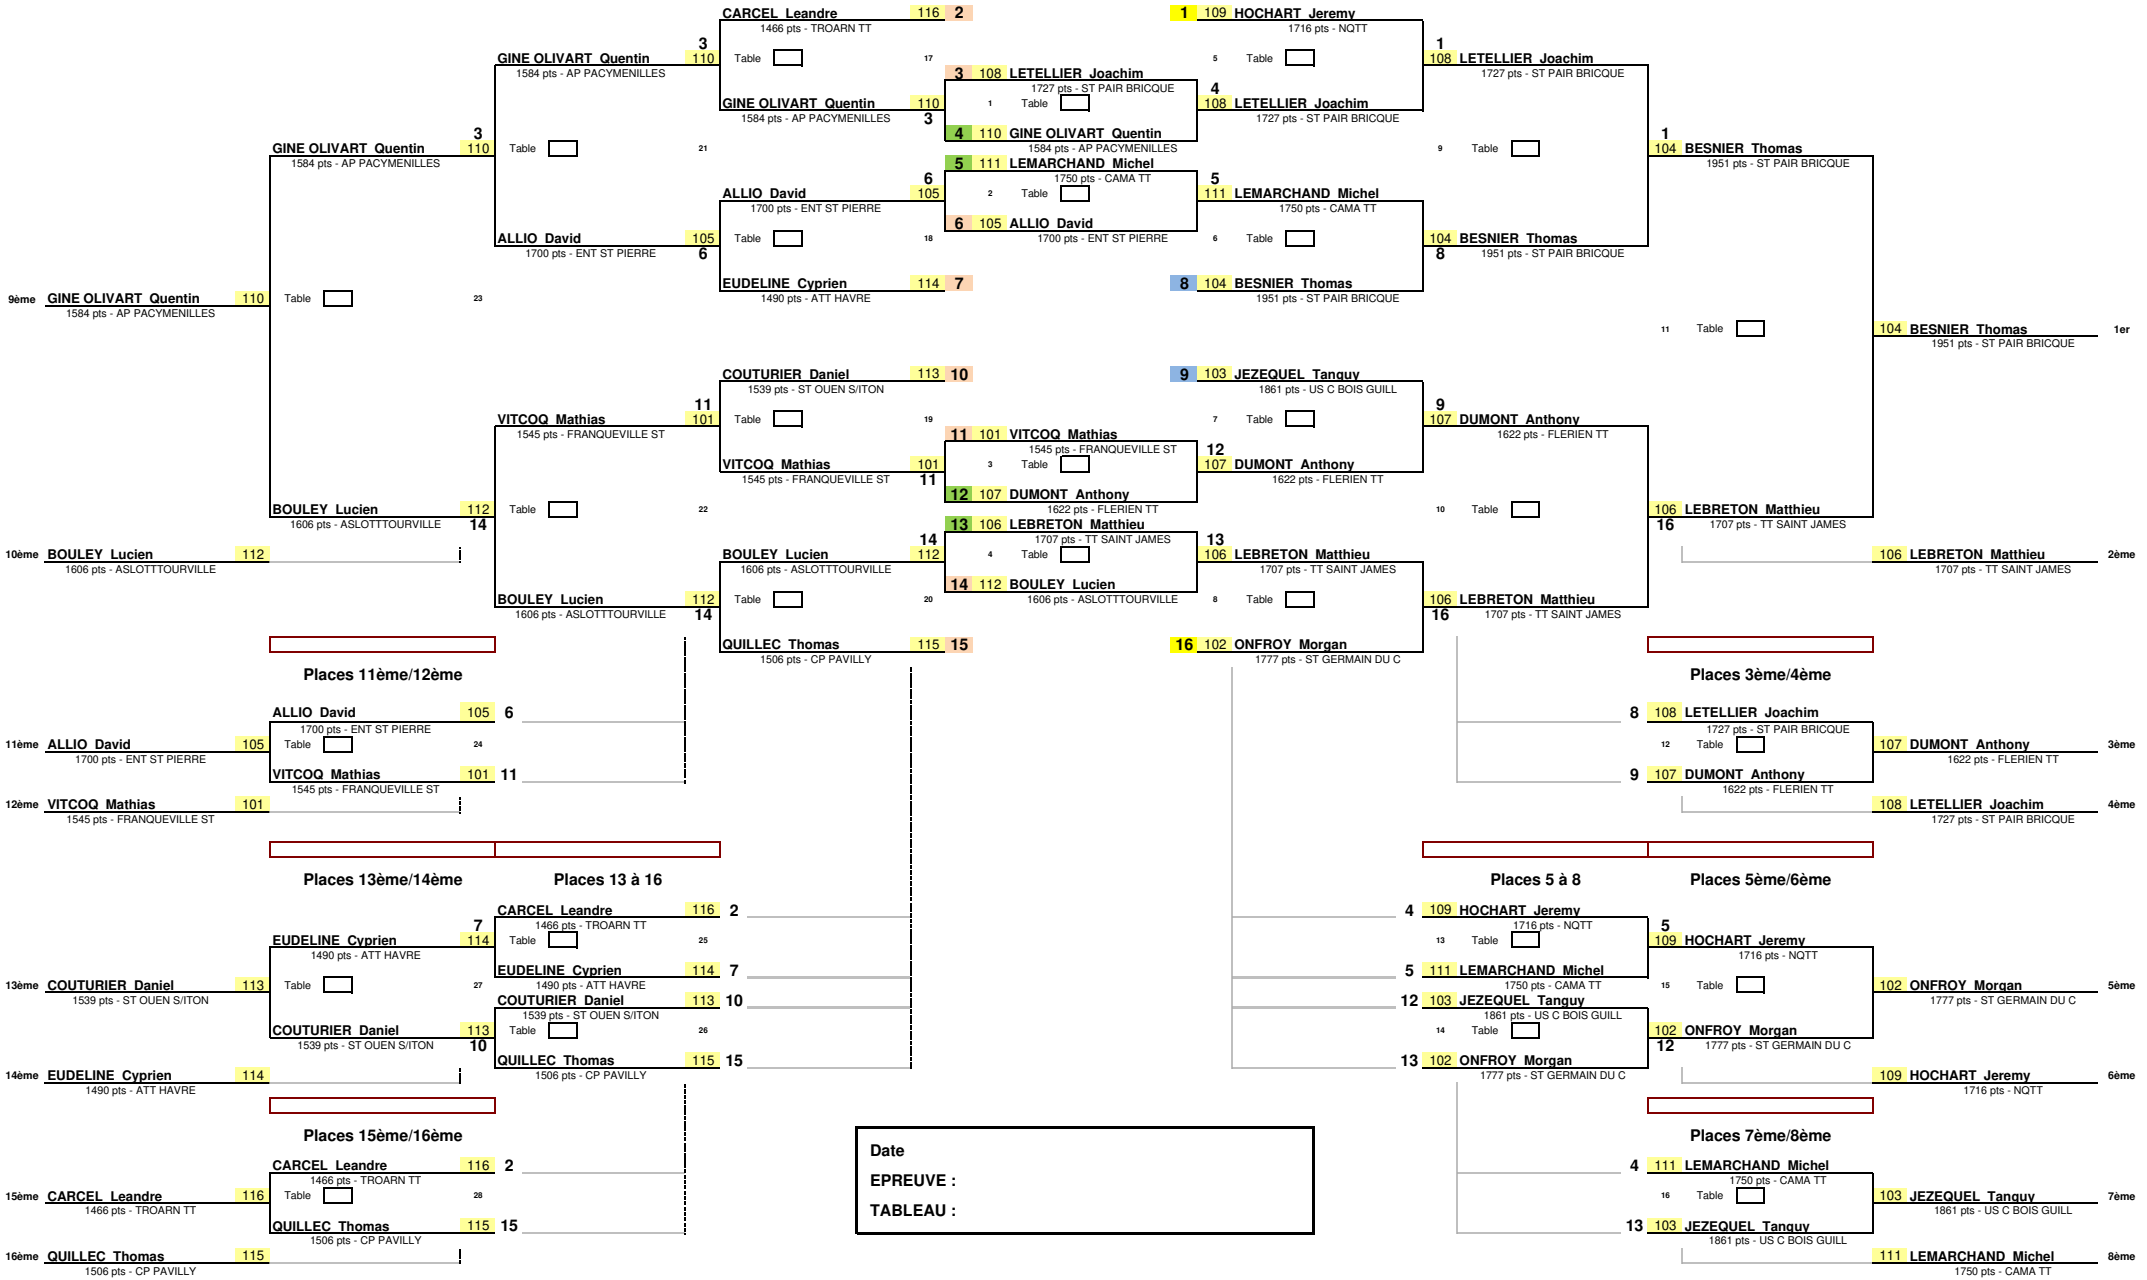 CARCEL Leandre 116 2
1466 pts - TROARN TT
1 109 HOCHART Jeremy
1716 pts - NQTT
3
GINE OLIVART Quentin 110
1584 pts - AP PACYMENILLES
Table 17
5 Table
1
108 LETELLIER Joachim
1727 pts - ST PAIR BRICQUE
3 108 LETELLIER Joachim
1727 pts - ST PAIR BRICQUE
GINE OLIVART Quentin 110
1584 pts - AP PACYMENILLES
3
1 Table
4
108 LETELLIER Joachim
1727 pts - ST PAIR BRICQUE
4 110 GINE OLIVART Quentin
1584 pts - AP PACYMENILLES
3
GINE OLIVART Quentin 110
1584 pts - AP PACYMENILLES
Table 21
9 Table
1
104 BESNIER Thomas
1951 pts - ST PAIR BRICQUE
5 111 LEMARCHAND Michel
1750 pts - CAMA TT
6
ALLIO David 105
1700 pts - ENT ST PIERRE
2 Table
5
111 LEMARCHAND Michel
1750 pts - CAMA TT
6 105 ALLIO David
1700 pts - ENT ST PIERRE
ALLIO David 105
1700 pts - ENT ST PIERRE
6
Table 18
6 Table
104 BESNIER Thomas
8
1951 pts - ST PAIR BRICQUE
EUDELINE Cyprien 114 7
1490 pts - ATT HAVRE
8 104 BESNIER Thomas
1951 pts - ST PAIR BRICQUE
9ème GINE OLIVART Quentin 110
1584 pts - AP PACYMENILLES
Table 23
11 Table
104 BESNIER Thomas 1er
1951 pts - ST PAIR BRICQUE
COUTURIER Daniel 113 10
1539 pts - ST OUEN S/ITON
9 103 JEZEQUEL Tanguy
1861 pts - US C BOIS GUILL
11
VITCOQ Mathias 101
1545 pts - FRANQUEVILLE ST
Table 19
7 Table
9
107 DUMONT Anthony
1622 pts - FLERIEN TT
11 101 VITCOQ Mathias
1545 pts - FRANQUEVILLE ST
VITCOQ Mathias 101
1545 pts - FRANQUEVILLE ST
11
3 Table
12
107 DUMONT Anthony
1622 pts - FLERIEN TT
12 107 DUMONT Anthony
1622 pts - FLERIEN TT
BOULEY Lucien 112
1606 pts - ASLOTTTOURVILLE
14
Table 22
10 Table
106 LEBRETON Matthieu
16
1707 pts - TT SAINT JAMES
13 106 LEBRETON Matthieu
1707 pts - TT SAINT JAMES
10ème BOULEY Lucien 112
1606 pts - ASLOTTTOURVILLE
14
BOULEY Lucien 112
1606 pts - ASLOTTTOURVILLE
4 Table
13
106 LEBRETON Matthieu
1707 pts - TT SAINT JAMES
106 LEBRETON Matthieu 2ème
1707 pts - TT SAINT JAMES
14 112 BOULEY Lucien
1606 pts - ASLOTTTOURVILLE
BOULEY Lucien 112
1606 pts - ASLOTTTOURVILLE
14
Table 20
8 Table
106 LEBRETON Matthieu
16
1707 pts - TT SAINT JAMES
QUILLEC Thomas 115 15
1506 pts - CP PAVILLY
16 102 ONFROY Morgan
1777 pts - ST GERMAIN DU C
Places 11ème/12ème
Places 3ème/4ème
ALLIO David 105 6
1700 pts - ENT ST PIERRE
8 108 LETELLIER Joachim
1727 pts - ST PAIR BRICQUE
11ème ALLIO David 105
1700 pts - ENT ST PIERRE
Table 24
12 Table
107 DUMONT Anthony 3ème
1622 pts - FLERIEN TT
VITCOQ Mathias 101 11
1545 pts - FRANQUEVILLE ST
9 107 DUMONT Anthony
1622 pts - FLERIEN TT
12ème VITCOQ Mathias 101
1545 pts - FRANQUEVILLE ST
108 LETELLIER Joachim 4ème
1727 pts - ST PAIR BRICQUE
Places 13ème/14ème Places 13 à 16
Places 5 à 8 Places 5ème/6ème
CARCEL Leandre 116 2
1466 pts - TROARN TT
4 109 HOCHART Jeremy
1716 pts - NQTT
7
EUDELINE Cyprien 114
1490 pts - ATT HAVRE
Table 25
13 Table
5
109 HOCHART Jeremy
1716 pts - NQTT
EUDELINE Cyprien 114 7
1490 pts - ATT HAVRE
5 111 LEMARCHAND Michel
1750 pts - CAMA TT
13ème COUTURIER Daniel 113
1539 pts - ST OUEN S/ITON
Table 27
15 Table
102 ONFROY Morgan 5ème
1777 pts - ST GERMAIN DU C
COUTURIER Daniel 113 10
1539 pts - ST OUEN S/ITON
12 103 JEZEQUEL Tanguy
1861 pts - US C BOIS GUILL
COUTURIER Daniel 113
1539 pts - ST OUEN S/ITON
10
Table 26
14 Table
102 ONFROY Morgan
12
1777 pts - ST GERMAIN DU C
QUILLEC Thomas 115 15
1506 pts - CP PAVILLY
13 102 ONFROY Morgan
1777 pts - ST GERMAIN DU C
14ème EUDELINE Cyprien 114
1490 pts - ATT HAVRE
109 HOCHART Jeremy 6ème
1716 pts - NQTT
Places 15ème/16ème
Places 7ème/8ème
Date
EPREUVE :
TABLEAU :
CARCEL Leandre 116 2
1466 pts - TROARN TT
4 111 LEMARCHAND Michel
1750 pts - CAMA TT
15ème CARCEL Leandre 116
1466 pts - TROARN TT
Table 28
16 Table
103 JEZEQUEL Tanguy 7ème
1861 pts - US C BOIS GUILL
QUILLEC Thomas 115 15
1506 pts - CP PAVILLY
13 103 JEZEQUEL Tanguy
1861 pts - US C BOIS GUILL
16ème QUILLEC Thomas 115
1506 pts - CP PAVILLY
111 LEMARCHAND Michel 8ème
1750 pts - CAMA TT